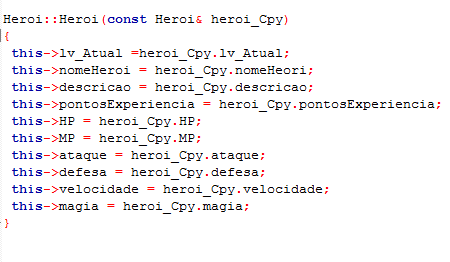 Heroi::Heroi(const Heroi& heroi_Cpy)
{
this->lv_Atual =heroi_Cpy.lv_Atual;
this->nomeHeroi = heroi_Cpy.nomeHeori;
this->descricao = heroi_Cpy.descricao;
this->pontosExperiencia = heroi_Cpy.pontosExperiencia;
this->HP = heroi_Cpy.HP;
this->MP = heroi_Cpy.MP;
this->ataque = heroi_Cpy.ataque;
this->defesa = heroi_Cpy.defesa;
this->velocidade = heroi_Cpy.velocidade;
this->magia = heroi_Cpy.magia;
}